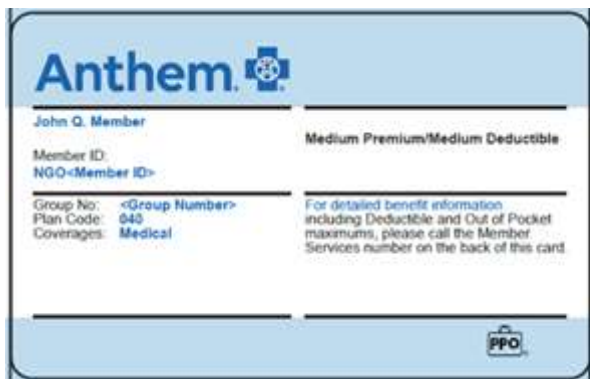 Anthem
John Q. Member
Member ID:
NGO<Member ID>
Medium Premium/Medium Deductible
Group No: <Group Number>
Plan Code: 040
Coverages: Medical
For detailed benefit information
including Deductible and Out of Pocket
maximums, please call the Member
Services number on the back of this card.
PPO